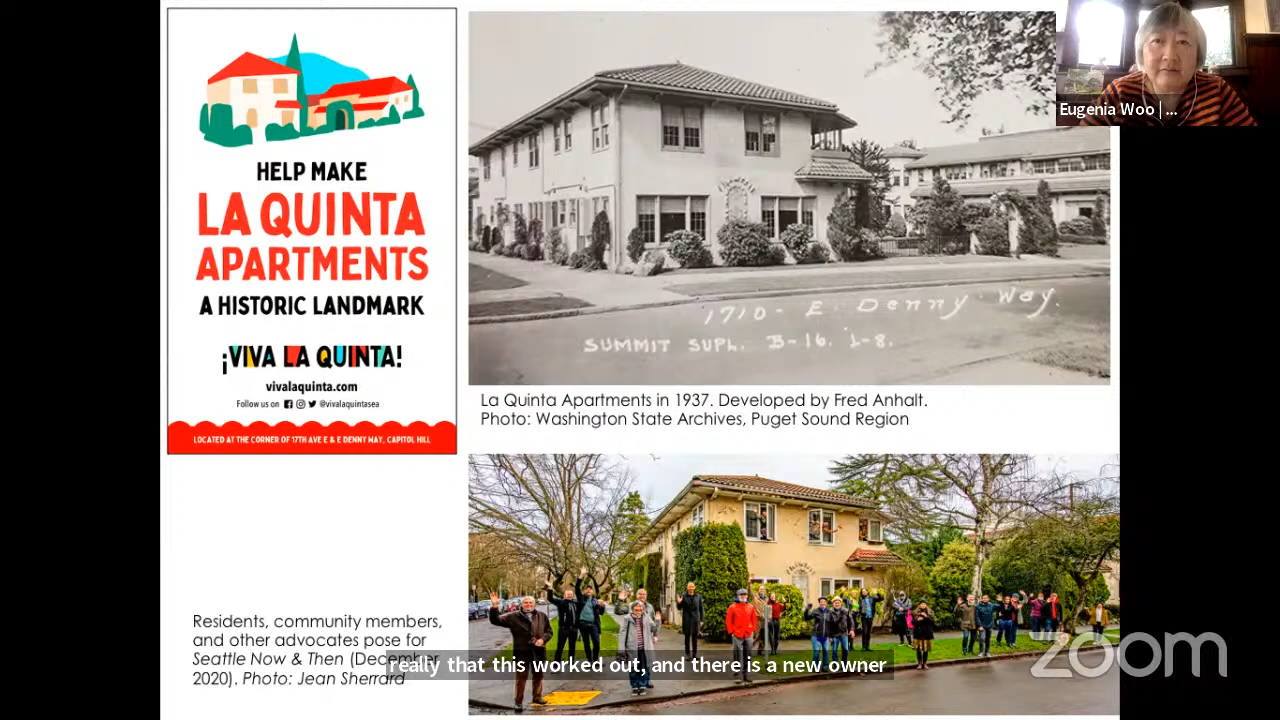 HELP MAKE
LA QUINTA
APARTMENTS
A HISTORIC LANDMARK
¡VIVA LA QUINTA!
vivalaquinta.com
Follow us on @vivalaquintasea
LOCATED AT THE CORNER OF 17TH AVE E & E DENNY WAY, CAPITOL HILL
1710- E. Denny Way.
SUMMIT SUPL. B-16. L-8.
La Quinta Apartments in 1937. Developed by Fred Anhalt.
Photo: Washington State Archives, Puget Sound Region
Eugenia Woo | ...
Residents, community members,
and other advocates pose for
Seattle Now & Then (December
2020). Photo: Jean Sherrard
really that this worked out, and there is a new owner
zoom